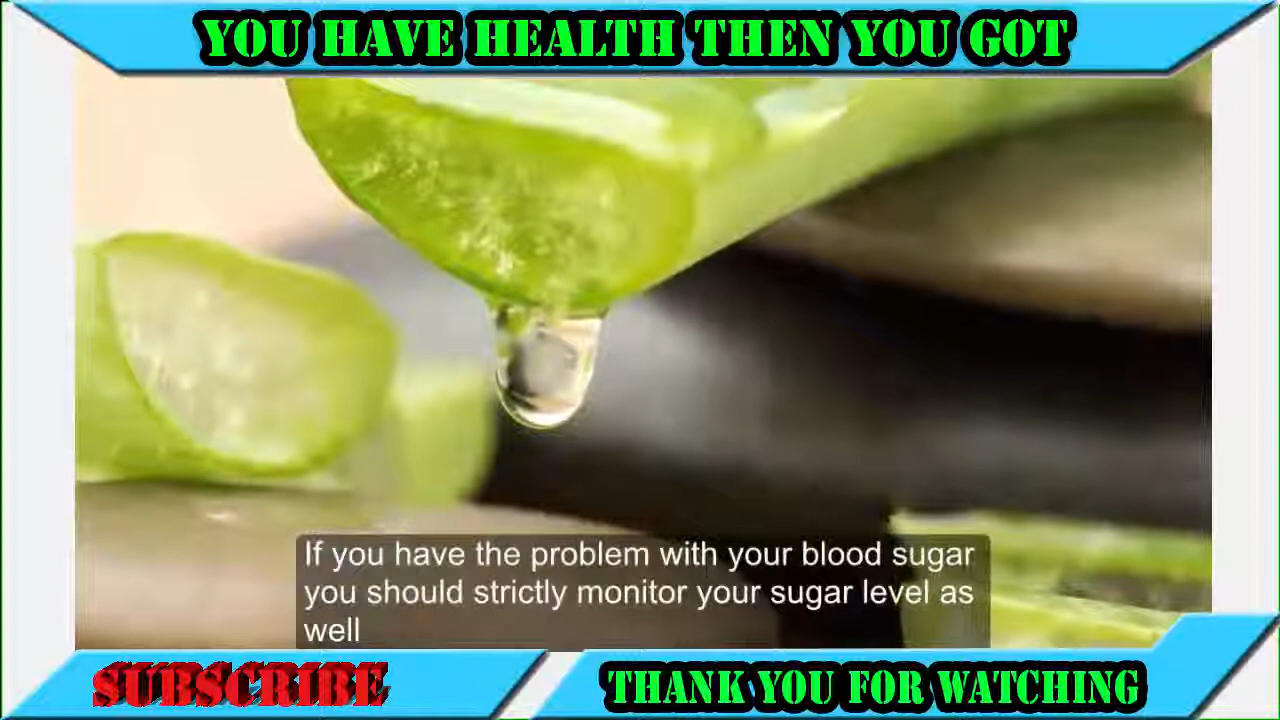 YOU HAVE HEALTH THEN YOU GOT
If you have the problem with your blood sugar
you should strictly monitor your sugar level as
well
SUBSCRIBE
THANK YOU FOR WATCHING